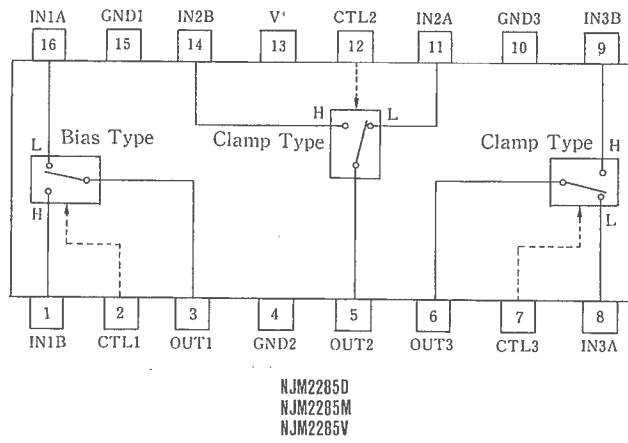 IN1A GND1 IN2B V⁺ CTL2 IN2A GND3 IN3B
16 15 14 13 12 11 10 9
H L
Bias Type Clamp Type Clamp Type
L H
H L
1 2 3 4 5 6 7 8
IN1B CTL1 OUT1 GND2 OUT2 OUT3 CTL3 IN3A
NJM2285D
NJM2285M
NJM2285V